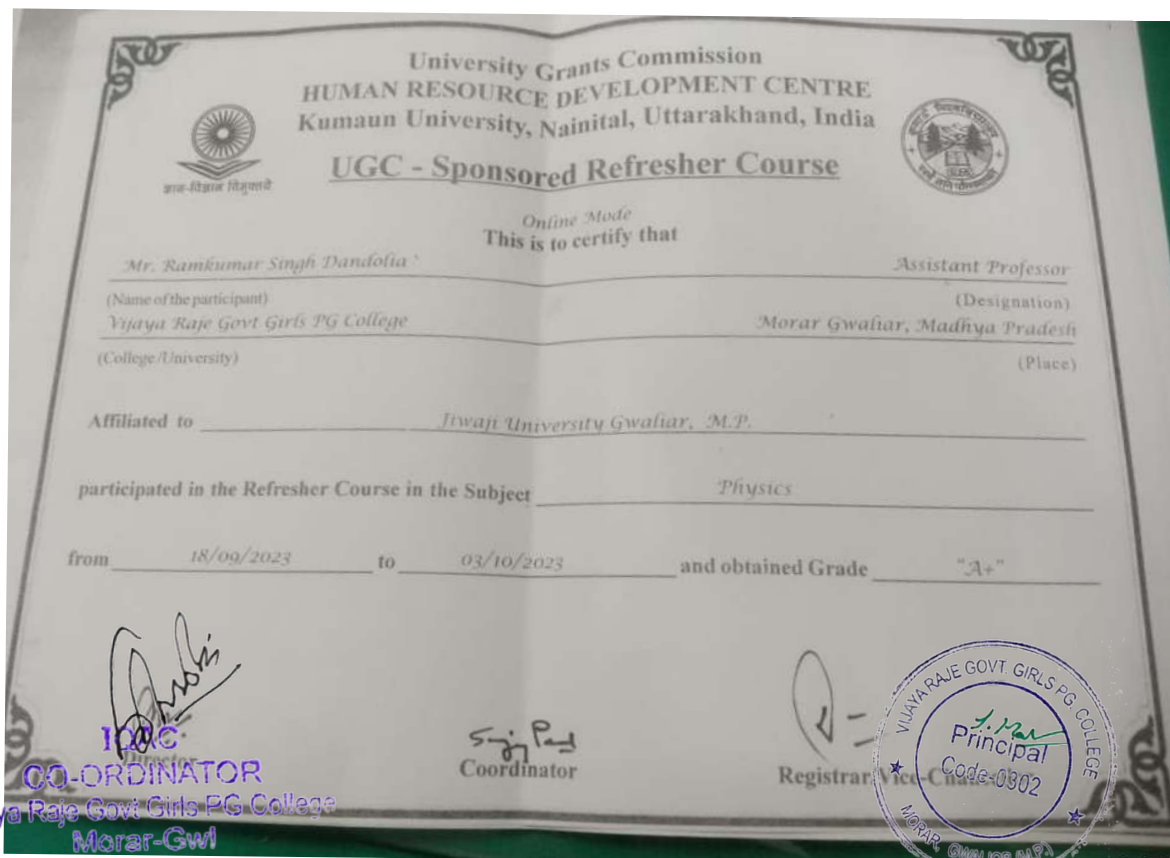 University Grants Commission
HUMAN RESOURCE DEVELOPMENT CENTRE
Kumaun University, Nainital, Uttarakhand, India
UGC - Sponsored Refresher Course
ज्ञान-विज्ञान विमुक्तये
Online Mode
This is to certify that
Mr. Ramkumar Singh Dandolia Assistant Professor
(Name of the participant) (Designation)
Vijaya Raje Govt Girls PG College Morar Gwaliar, Madhya Pradesh
(College/University) (Place)
Affiliated to Jiwaji University Gwaliar, M.P.
participated in the Refresher Course in the Subject Physics
from 18/09/2023 to 03/10/2023 and obtained Grade "A+"
IQAC
Director
CO-ORDINATOR
ya Raje Govt Girls PG College
Morar-Gwl
Coordinator
Registrar/Vice-
VIJAYA RAJE GOVT. GIRLS PG. COLLEGE
Principal
Code-0302
MORAR, GWALIOR (M.P.)